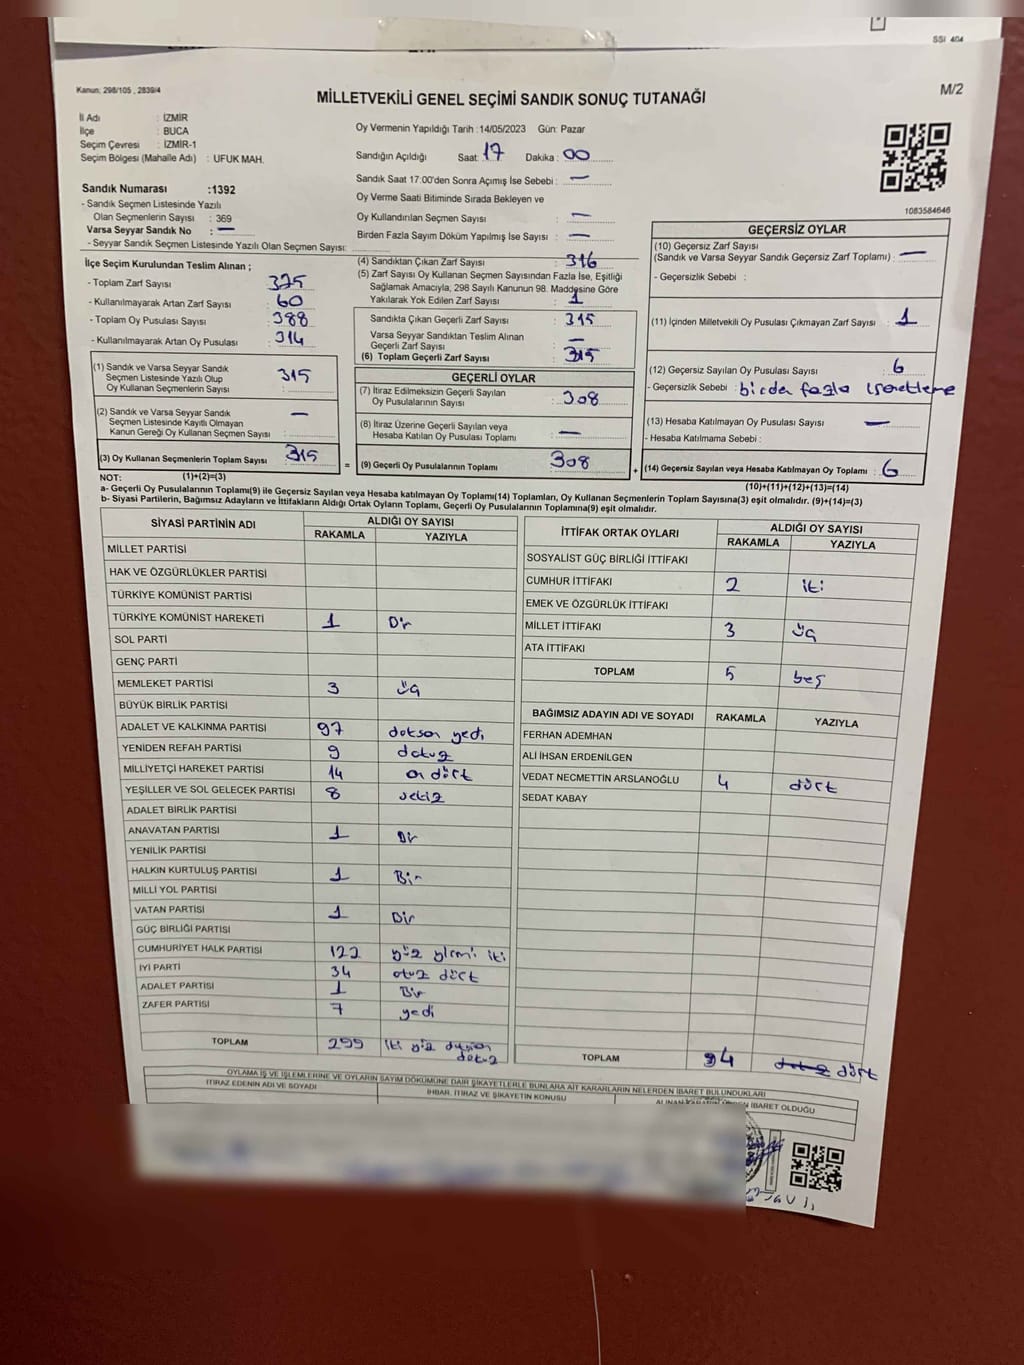 SSİ 404
Kanun; 298/105 , 2839/4
M/2
MİLLETVEKİLİ GENEL SEÇİMİ SANDIK SONUÇ TUTANAĞI
İl Adı : İZMİR
İlçe : BUCA
Seçim Çevresi : İZMİR-1
Seçim Bölgesi (Mahalle Adı) : UFUK MAH.
Oy Vermenin Yapıldığı Tarih :14/05/2023 Gün: Pazar
Sandığın Açıldığı Saat: 17 Dakika : 00
Sandık Saat 17:00'den Sonra Açımış İse Sebebi : —
Oy Verme Saati Bitiminde Sırada Bekleyen ve
Oy Kullandırılan Seçmen Sayısı : —
Birden Fazla Sayım Döküm Yapılmış İse Sayısı : —
Sandık Numarası :1392
- Sandık Seçmen Listesinde Yazılı
Olan Seçmenlerin Sayısı : 369
Varsa Seyyar Sandık No : —
- Seyyar Sandık Seçmen Listesinde Yazılı Olan Seçmen Sayısı:
1083584646
İlçe Seçim Kurulundan Teslim Alınan ;
- Toplam Zarf Sayısı : 375
- Kullanılmayarak Artan Zarf Sayısı : 60
- Toplam Oy Pusulası Sayısı : 388
- Kullanılmayarak Artan Oy Pusulası : 314
(1) Sandık ve Varsa Seyyar Sandık
Seçmen Listesinde Yazılı Olup
Oy Kullanan Seçmenlerin Sayısı : 315
(2) Sandık ve Varsa Seyyar Sandık
Seçmen Listesinde Kayıtlı Olmayan
Kanun Gereği Oy Kullanan Seçmen Sayısı : —
(3) Oy Kullanan Seçmenlerin Toplam Sayısı : 315
(4) Sandıktan Çıkan Zarf Sayısı : 316
(5) Zarf Sayısı Oy Kullanan Seçmen Sayısından Fazla İse, Eşitliği
Sağlamak Amacıyla, 298 Sayılı Kanunun 98. Maddesine Göre
Yakılarak Yok Edilen Zarf Sayısı : 1
Sandıkta Çıkan Geçerli Zarf Sayısı : 315
Varsa Seyyar Sandıktan Teslim Alınan
Geçerli Zarf Sayısı : —
(6) Toplam Geçerli Zarf Sayısı : 315
GEÇERLİ OYLAR
(7) İtiraz Edilmeksizin Geçerli Sayılan
Oy Pusulalarının Sayısı : 308
(8) İtiraz Üzerine Geçerli Sayılan veya
Hesaba Katılan Oy Pusulası Toplamı : —
= (9) Geçerli Oy Pusulalarının Toplamı : 308
GEÇERSİZ OYLAR
(10) Geçersiz Zarf Sayısı
(Sandık ve Varsa Seyyar Sandık Geçersiz Zarf Toplamı) : —
- Geçersizlik Sebebi :
(11) İçinden Milletvekili Oy Pusulası Çıkmayan Zarf Sayısı : 1
(12) Geçersiz Sayılan Oy Pusulası Sayısı : 6
- Geçersizlik Sebebi : birden fazla işaretleme
(13) Hesaba Katılmayan Oy Pusulası Sayısı : —
- Hesaba Katılmama Sebebi :
+ (14) Geçersiz Sayılan veya Hesaba Katılmayan Oy Toplamı : 6
NOT: (1)+(2)=(3)
(10)+(11)+(12)+(13)=(14)
a- Geçerli Oy Pusulalarının Toplamı(9) ile Geçersiz Sayılan veya Hesaba katılmayan Oy Toplamı(14) Toplamları, Oy Kullanan Seçmenlerin Toplam Sayısına(3) eşit olmalıdır. (9)+(14)=(3)
b- Siyasi Partilerin, Bağımsız Adayların ve İttifakların Aldığı Ortak Oyların Toplamı, Geçerli Oy Pusulalarının Toplamına(9) eşit olmalıdır.
SİYASİ PARTİNİN ADI
ALDIĞI OY SAYISI
RAKAMLA YAZIYLA
MİLLET PARTİSİ
HAK VE ÖZGÜRLÜKLER PARTİSİ
TÜRKİYE KOMÜNİST PARTİSİ
TÜRKİYE KOMÜNİST HAREKETİ 1 Bir
SOL PARTİ
GENÇ PARTİ
MEMLEKET PARTİSİ 3 üç
BÜYÜK BİRLİK PARTİSİ
ADALET VE KALKINMA PARTİSİ 97 doksan yedi
YENİDEN REFAH PARTİSİ 9 dokuz
MİLLİYETÇİ HAREKET PARTİSİ 14 on dört
YEŞİLLER VE SOL GELECEK PARTİSİ 8 sekiz
ADALET BİRLİK PARTİSİ
ANAVATAN PARTİSİ 1 Bir
YENİLİK PARTİSİ
HALKIN KURTULUŞ PARTİSİ 1 Bir
MİLLİ YOL PARTİSİ
VATAN PARTİSİ 1 Bir
GÜÇ BİRLİĞİ PARTİSİ
CUMHURİYET HALK PARTİSİ 122 yüz yirmi iki
İYİ PARTİ 34 otuz dört
ADALET PARTİSİ 1 Bir
ZAFER PARTİSİ 7 yedi
TOPLAM 299 iki yüz doksan
dokuz
İTTİFAK ORTAK OYLARI
ALDIĞI OY SAYISI
RAKAMLA YAZIYLA
SOSYALİST GÜÇ BİRLİĞİ İTTİFAKI
CUMHUR İTTİFAKI 2 iki
EMEK VE ÖZGÜRLÜK İTTİFAKI
MİLLET İTTİFAKI 3 üç
ATA İTTİFAKI
TOPLAM 5 beş
BAĞIMSIZ ADAYIN ADI VE SOYADI RAKAMLA YAZIYLA
FERHAN ADEMHAN
ALİ İHSAN ERDENİLGEN
VEDAT NECMETTİN ARSLANOĞLU 4 dört
SEDAT KABAY
TOPLAM 4 dört
OYLAMA İŞ VE İŞLEMLERİNE VE OYLARIN SAYIM DÖKÜMÜNE DAİR ŞİKAYETLERLE BUNLARA AİT KARARLARIN NELERDEN İBARET BULUNDUKLARI
İTİRAZ EDENİN ADI VE SOYADI
İHBAR, İTİRAZ VE ŞİKAYETİN KONUSU
İBARET OLDUĞU